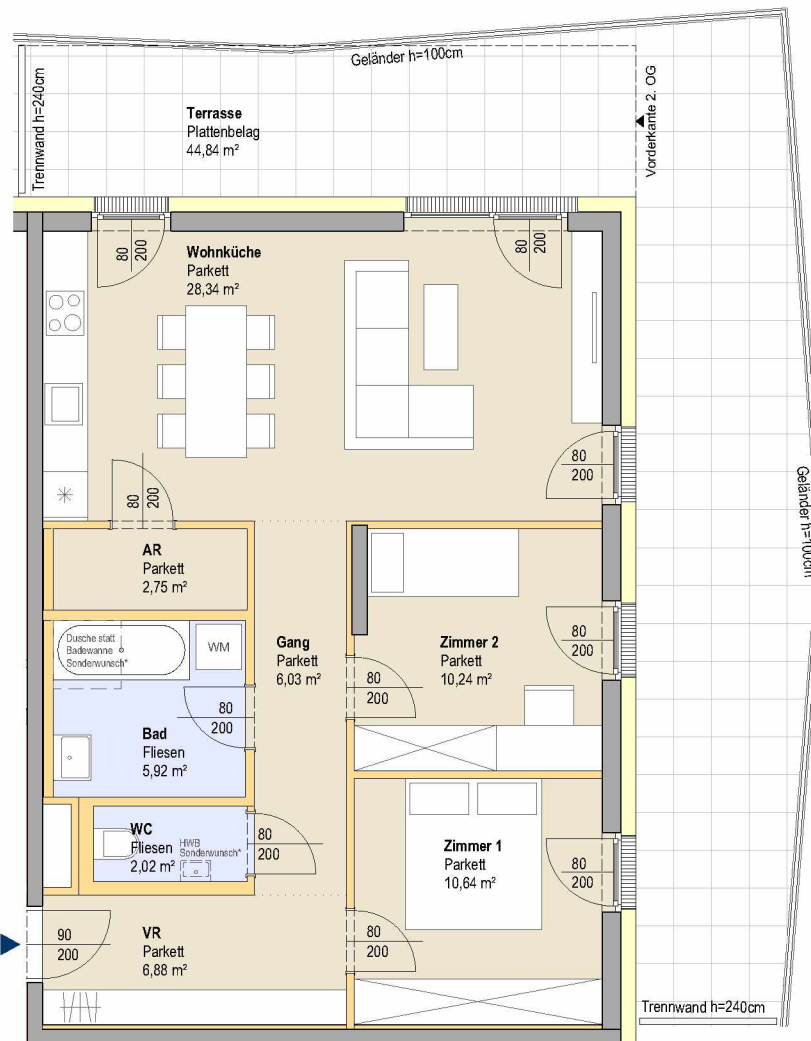 Geländer h=100cm
Trennwand h=240cm
Terrasse
Plattenbelag
44,84 m²
Vorderkante 2. OG
80
200
80
200
Wohnküche
Parkett
28,34 m²
80
200
80
200
Geländer h=100cm
AR
Parkett
2,75 m²
Dusche statt
Badewanne
Sonderwunsch*
WM
Gang
Parkett
6,03 m²
Zimmer 2
Parkett
10,24 m²
80
200
80
200
80
200
Bad
Fliesen
5,92 m²
WC
Fliesen
2,02 m²
HWB
Sonderwunsch*
80
200
Zimmer 1
Parkett
10,64 m²
80
200
90
200
VR
Parkett
6,88 m²
80
200
Trennwand h=240cm